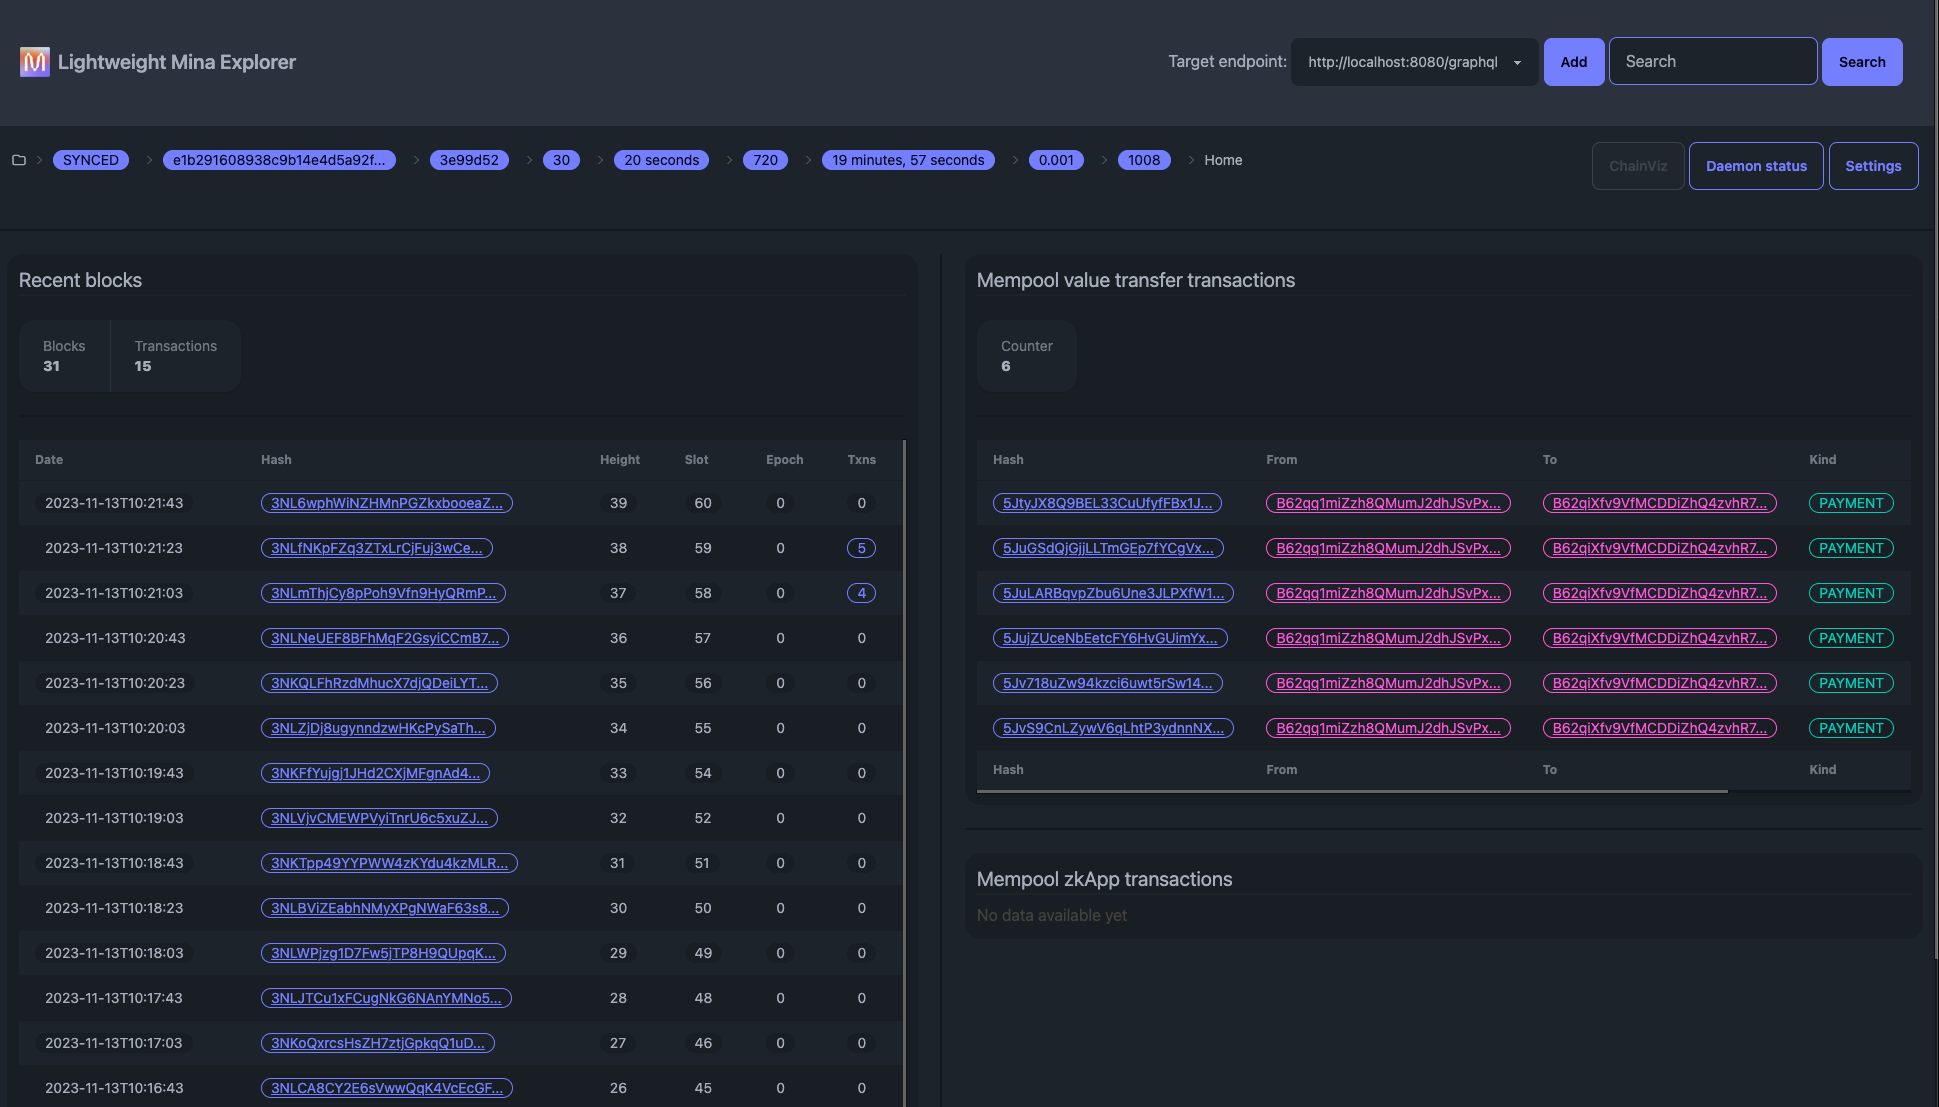 Lightweight Mina Explorer
Target endpoint: http://localhost:8080/graphql Add Search Search
SYNCED e1b291608938c9b14e4d5a92f... 3e99d52 30 20 seconds 720 19 minutes, 57 seconds 0.001 1008 Home
ChainViz Daemon status Settings
Recent blocks
Blocks Transactions
31 15
Date Hash Height Slot Epoch Txns
2023-11-13T10:21:43 3NL6wphWiNZHMnPGZkxbooeaZ... 39 60 0 0
2023-11-13T10:21:23 3NLfNKpFZq3ZTxLrCjFuj3wCe... 38 59 0 5
2023-11-13T10:21:03 3NLmThjCy8pPoh9Vfn9HyQRmP... 37 58 0 4
2023-11-13T10:20:43 3NLNeUEF8BFhMqF2GsyiCCmB7... 36 57 0 0
2023-11-13T10:20:23 3NKQLFhRzdMhucX7djQDeiLYT... 35 56 0 0
2023-11-13T10:20:03 3NLZjDj8ugynndzwHKcPySaTh... 34 55 0 0
2023-11-13T10:19:43 3NKFfYujgj1JHd2CXjMFgnAd4... 33 54 0 0
2023-11-13T10:19:03 3NLVjvCMEWPVyiTnrU6c5xuZJ... 32 52 0 0
2023-11-13T10:18:43 3NKTpp49YYPWW4zKYdu4kzMLR... 31 51 0 0
2023-11-13T10:18:23 3NLBViZEabhNMyXPgNWaF63s8... 30 50 0 0
2023-11-13T10:18:03 3NLWPjzg1D7Fw5jTP8H9QUpqK... 29 49 0 0
2023-11-13T10:17:43 3NLJTCu1xFCugNkG6NAnYMNo5... 28 48 0 0
2023-11-13T10:17:03 3NKoQxrcsHsZH7ztjGpkqQ1uD... 27 46 0 0
2023-11-13T10:16:43 3NLCA8CY2E6sVwwQqK4VcEcGF... 26 45 0 0
Mempool value transfer transactions
Counter
6
Hash From To Kind
5JtyJX8Q9BEL33CuUfyfFBx1J... B62qq1miZzh8QMumJ2dhJSvPx... B62qiXfv9VfMCDDiZhQ4zvhR7... PAYMENT
5JuGSdQjGjjLLTmGEp7fYCgVx... B62qq1miZzh8QMumJ2dhJSvPx... B62qiXfv9VfMCDDiZhQ4zvhR7... PAYMENT
5JuLARBqvpZbu6Une3JLPXfW1... B62qq1miZzh8QMumJ2dhJSvPx... B62qiXfv9VfMCDDiZhQ4zvhR7... PAYMENT
5JujZUceNbEetcFY6HvGUimYx... B62qq1miZzh8QMumJ2dhJSvPx... B62qiXfv9VfMCDDiZhQ4zvhR7... PAYMENT
5Jv718uZw94kzci6uwt5rSw14... B62qq1miZzh8QMumJ2dhJSvPx... B62qiXfv9VfMCDDiZhQ4zvhR7... PAYMENT
5JvS9CnLZywV6qLhtP3ydnnNX... B62qq1miZzh8QMumJ2dhJSvPx... B62qiXfv9VfMCDDiZhQ4zvhR7... PAYMENT
Hash From To Kind
Mempool zkApp transactions
No data available yet